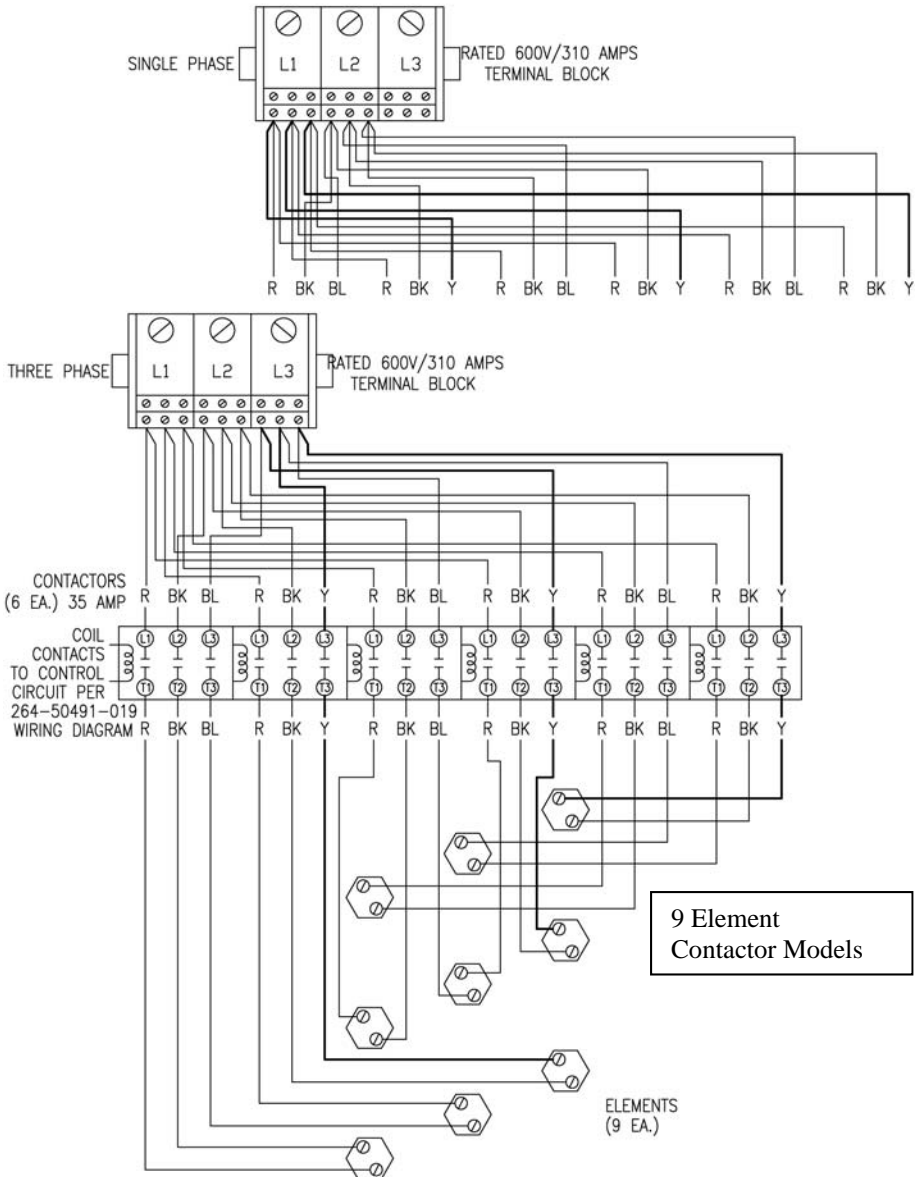 SINGLE PHASE
L1 L2 L3
RATED 600V/310 AMPS
TERMINAL BLOCK
R BK BL R BK Y R BK BL R BK Y R BK BL R BK Y
THREE PHASE
L1 L2 L3
RATED 600V/310 AMPS
TERMINAL BLOCK
CONTACTORS
(6 EA.) 35 AMP
R BK BL R BK Y R BK BL R BK Y R BK BL R BK Y
COIL
CONTACTS
TO CONTROL
CIRCUIT PER
264-50491-019
WIRING DIAGRAM
L1 L2 L3 L1 L2 L3 L1 L2 L3 L1 L2 L3 L1 L2 L3 L1 L2 L3
T1 T2 T3 T1 T2 T3 T1 T2 T3 T1 T2 T3 T1 T2 T3 T1 T2 T3
R BK BL R BK Y R BK BL R BK Y R BK BL R BK Y
9 Element
Contactor Models
ELEMENTS
(9 EA.)